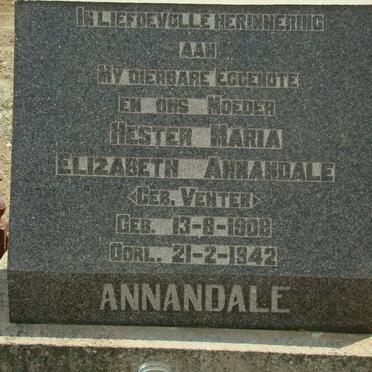 IN LIEFDEVOLLE HERINNERING
AAN
MY DIERBARE EGGENOTE
EN ONS MOEDER
HESTER MARIA
ELIZABETH ANNANDALE
<GEB. VENTER>
GEB. 13-8-1908
OORL. 21-2-1942
ANNANDALE